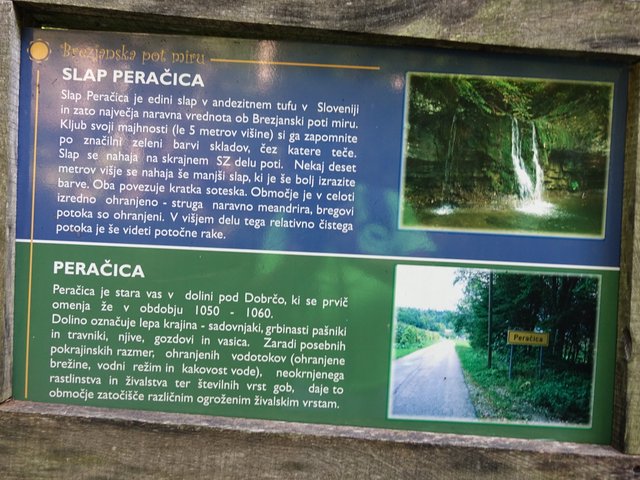 Brezjanska pot miru
SLAP PERAČICA
Slap Peračica je edini slap v andezitnem tufu v Sloveniji
in zato največja naravna vrednota ob Brezjanski poti miru.
Kljub svoji majhnosti (le 5 metrov višine) si ga zapomnite
po značilni zeleni barvi skladov, čez katere teče.
Slap se nahaja na skrajnem SZ delu poti. Nekaj deset
metrov višje se nahaja še manjši slap, ki je še bolj izrazite
barve. Oba povezuje kratka soteska. Območje je v celoti
izredno ohranjeno - struga naravno meandrira, bregovi
potoka so ohranjeni. V višjem delu tega relativno čistega
potoka je še videti potočne rake.
PERAČICA
Peračica je stara vas v dolini pod Dobrčo, ki se prvič
omenja že v obdobju 1050 - 1060.
Dolino označuje lepa krajina - sadovnjaki, grbinasti pašniki
in travniki, njive, gozdovi in vasica. Zaradi posebnih
pokrajinskih razmer, ohranjenih vodotokov (ohranjene
brežine, vodni režim in kakovost vode), neokrnjenega
rastlinstva in živalstva ter številnih vrst gob, daje to
območje zatočišče različnim ogroženim živalskim vrstam.
Peračica